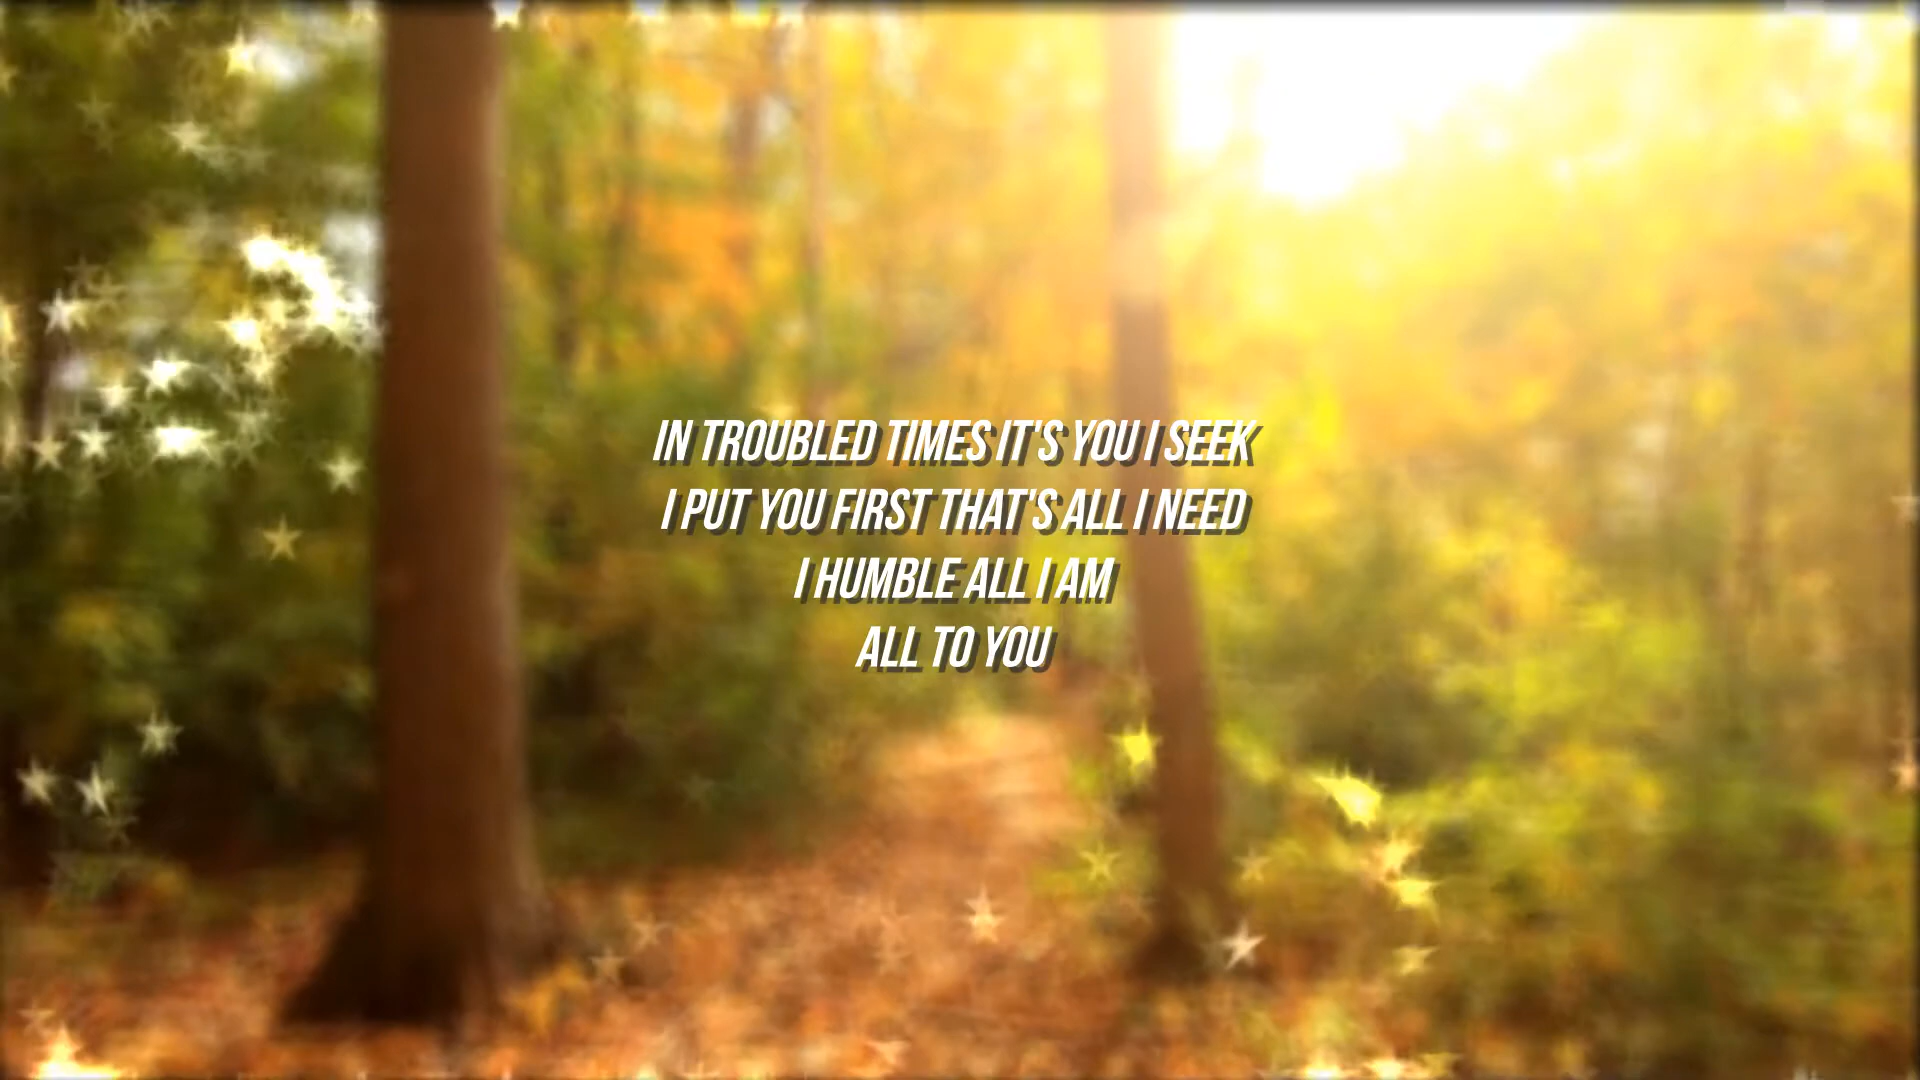 IN TROUBLED TIMES IT'S YOU I SEEK
I PUT YOU FIRST THAT'S ALL I NEED
I HUMBLE ALL I AM
ALL TO YOU